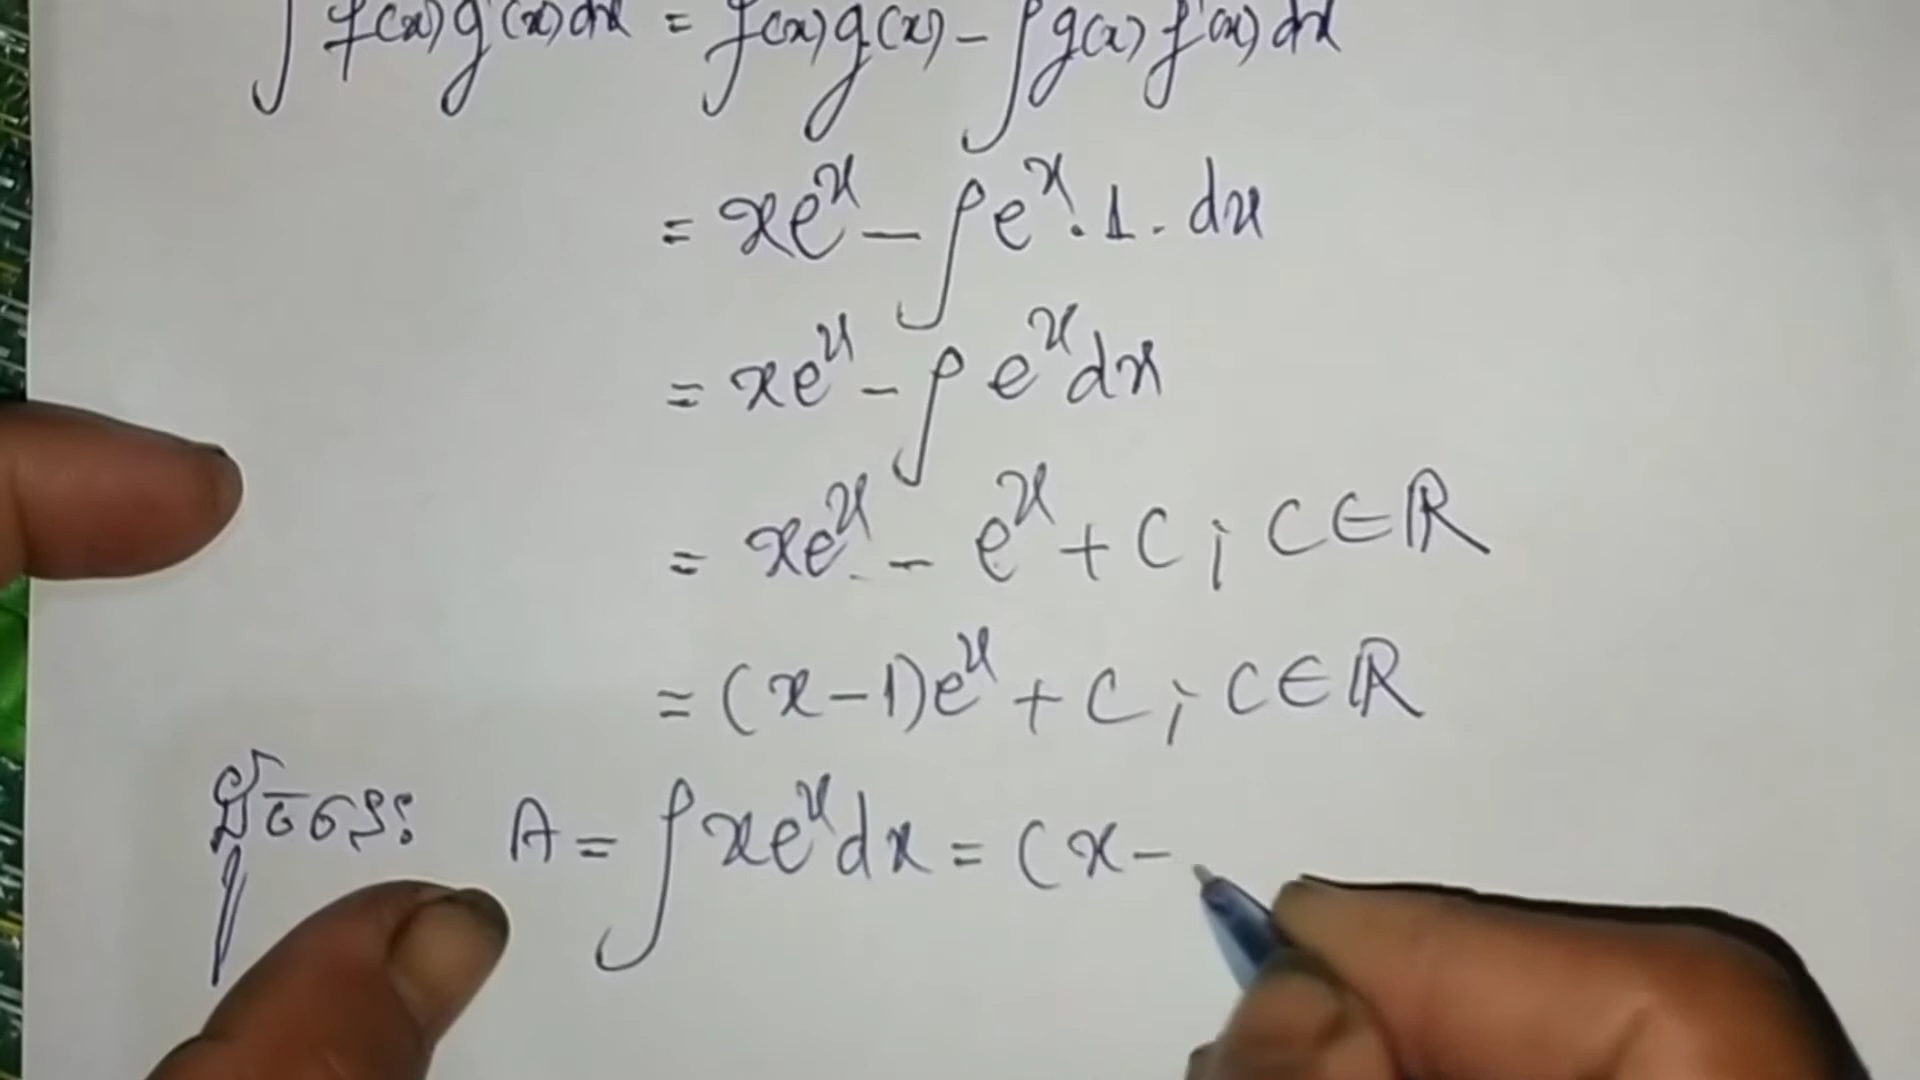 ∫ f(x) g'(x) dx = f(x) g(x) - ∫ g(x) f'(x) dx
= xe^x - ∫ e^x . 1 . dx
= xe^x - ∫ e^x dx
= xe^x - e^x + C ; C ∈ ℝ
= (x-1)e^x + C ; C ∈ ℝ
ដូចនេះ A = ∫ xe^x dx = (x -